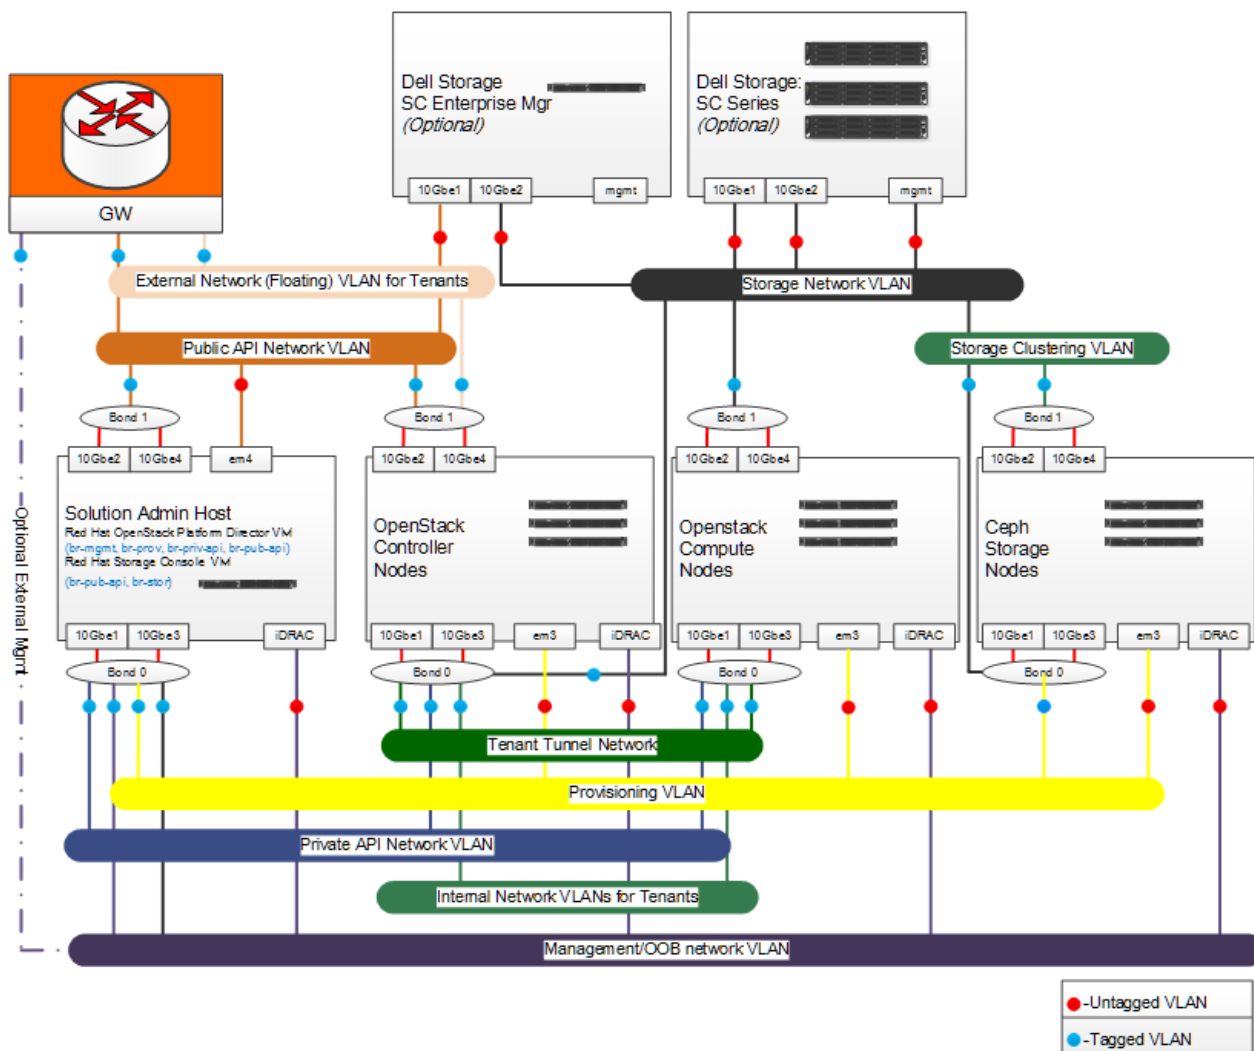 Dell Storage
SC Enterprise Mgr
(Optional)
Dell Storage:
SC Series
(Optional)
10Gbe1
10Gbe2
mgmt
10Gbe1
10Gbe2
mgmt
GW
External Network (Floating) VLAN for Tenants
Storage Network VLAN
Public API Network VLAN
Storage Clustering VLAN
Bond 1
Bond 1
Bond 1
Bond 1
10Gbe2
10Gbe4
em4
10Gbe2
10Gbe4
10Gbe2
10Gbe4
10Gbe2
10Gbe4
Solution Admin Host
Red Hat OpenStack Platform Director VM
(br-mgmt, br-prov, br-priv-api, br-pub-api)
Red Hat Storage Console VM
(br-pub-api, br-stor)
OpenStack
Controller
Nodes
Openstack
Compute
Nodes
Ceph
Storage
Nodes
Optional External Mgmt
10Gbe1
10Gbe3
iDRAC
10Gbe1
10Gbe3
em3
iDRAC
10Gbe1
10Gbe3
em3
iDRAC
10Gbe1
10Gbe3
em3
iDRAC
Bond 0
Bond 0
Bond 0
Bond 0
Tenant Tunnel Network
Provisioning VLAN
Private API Network VLAN
Internal Network VLANs for Tenants
Management/OOB network VLAN
-Untagged VLAN
-Tagged VLAN